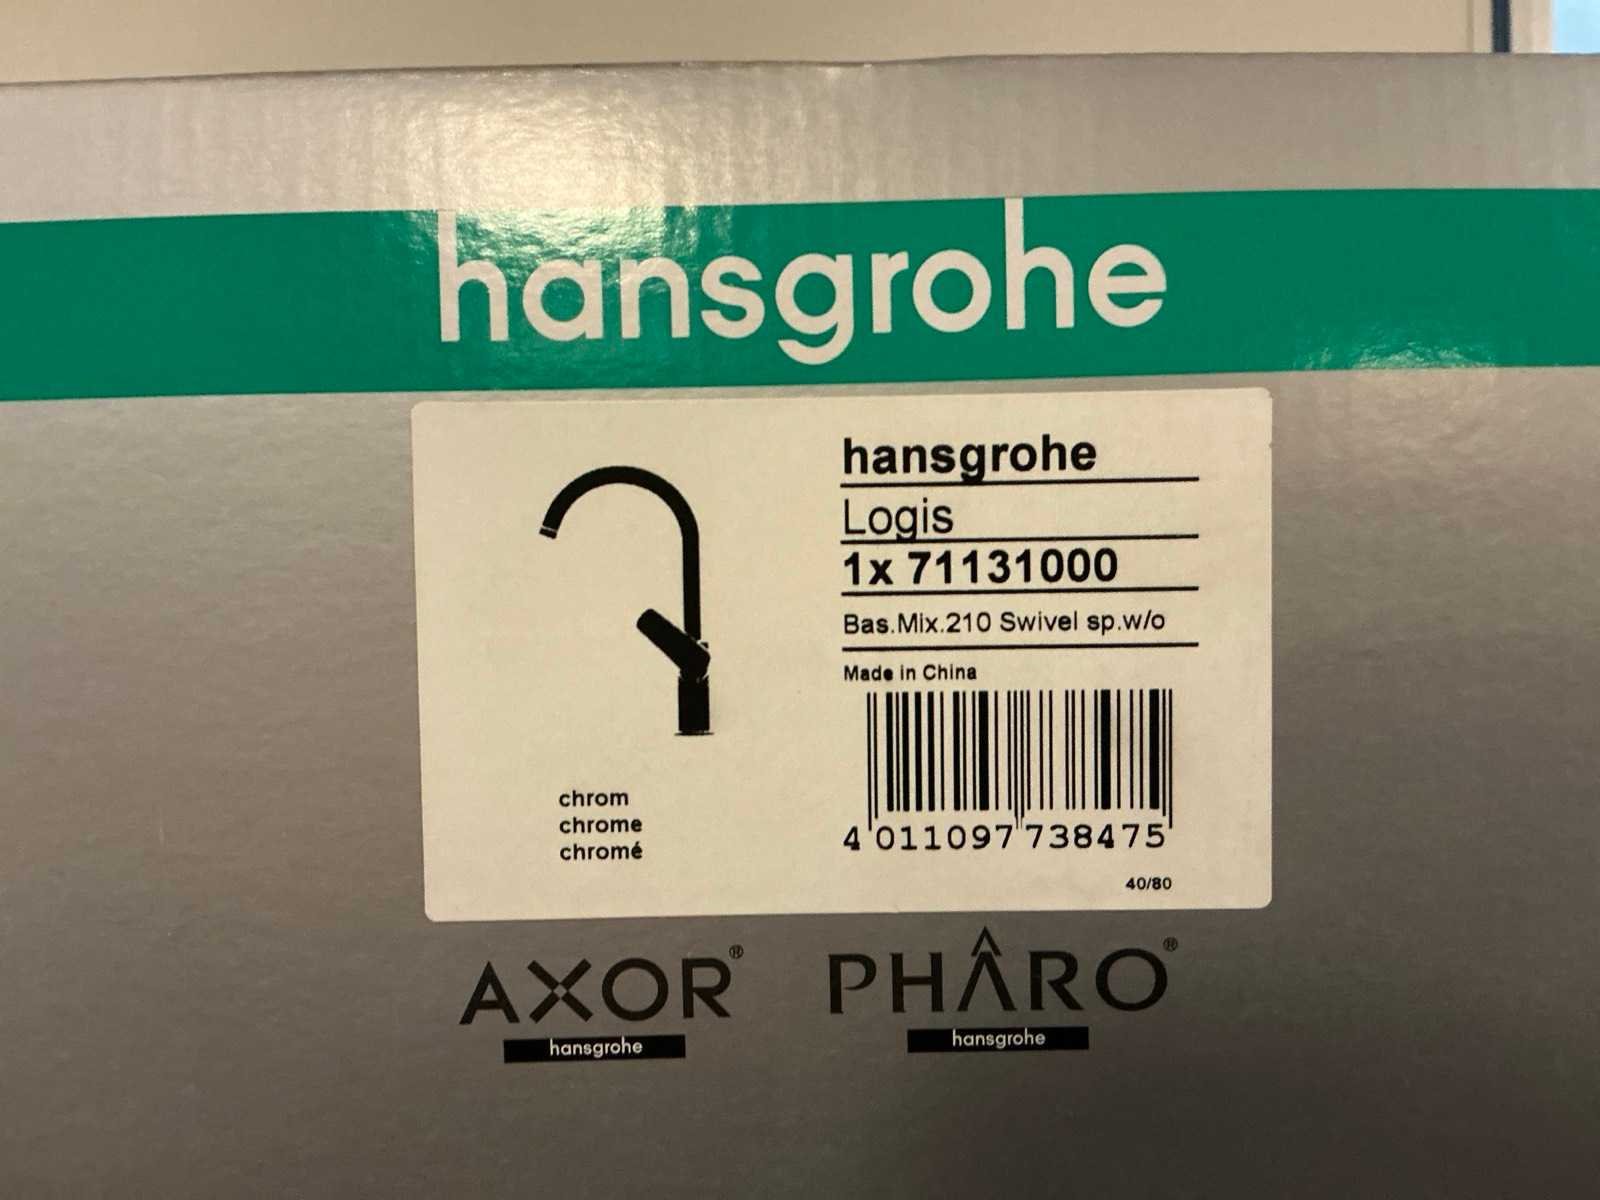 hansgrohe
hansgrohe
Logis
1x 71131000
Bas.Mix.210 Swivel sp.w/o
Made in China
chrom
chrome
chromé
4 011097 738475
40/80
AXOR®
hansgrohe
PHÂRO®
hansgrohe